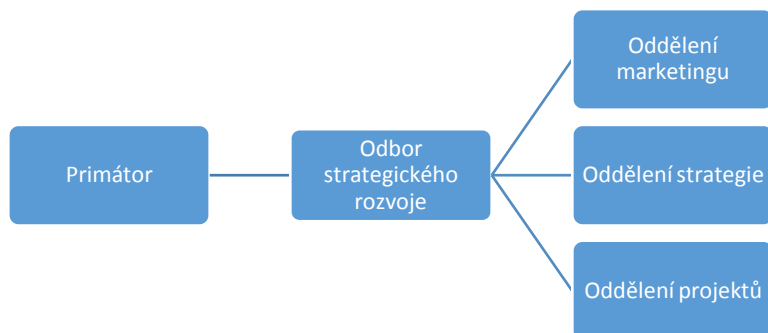 Primátor
Odbor
strategického
rozvoje
Oddělení
marketingu
Oddělení strategie
Oddělení projektů